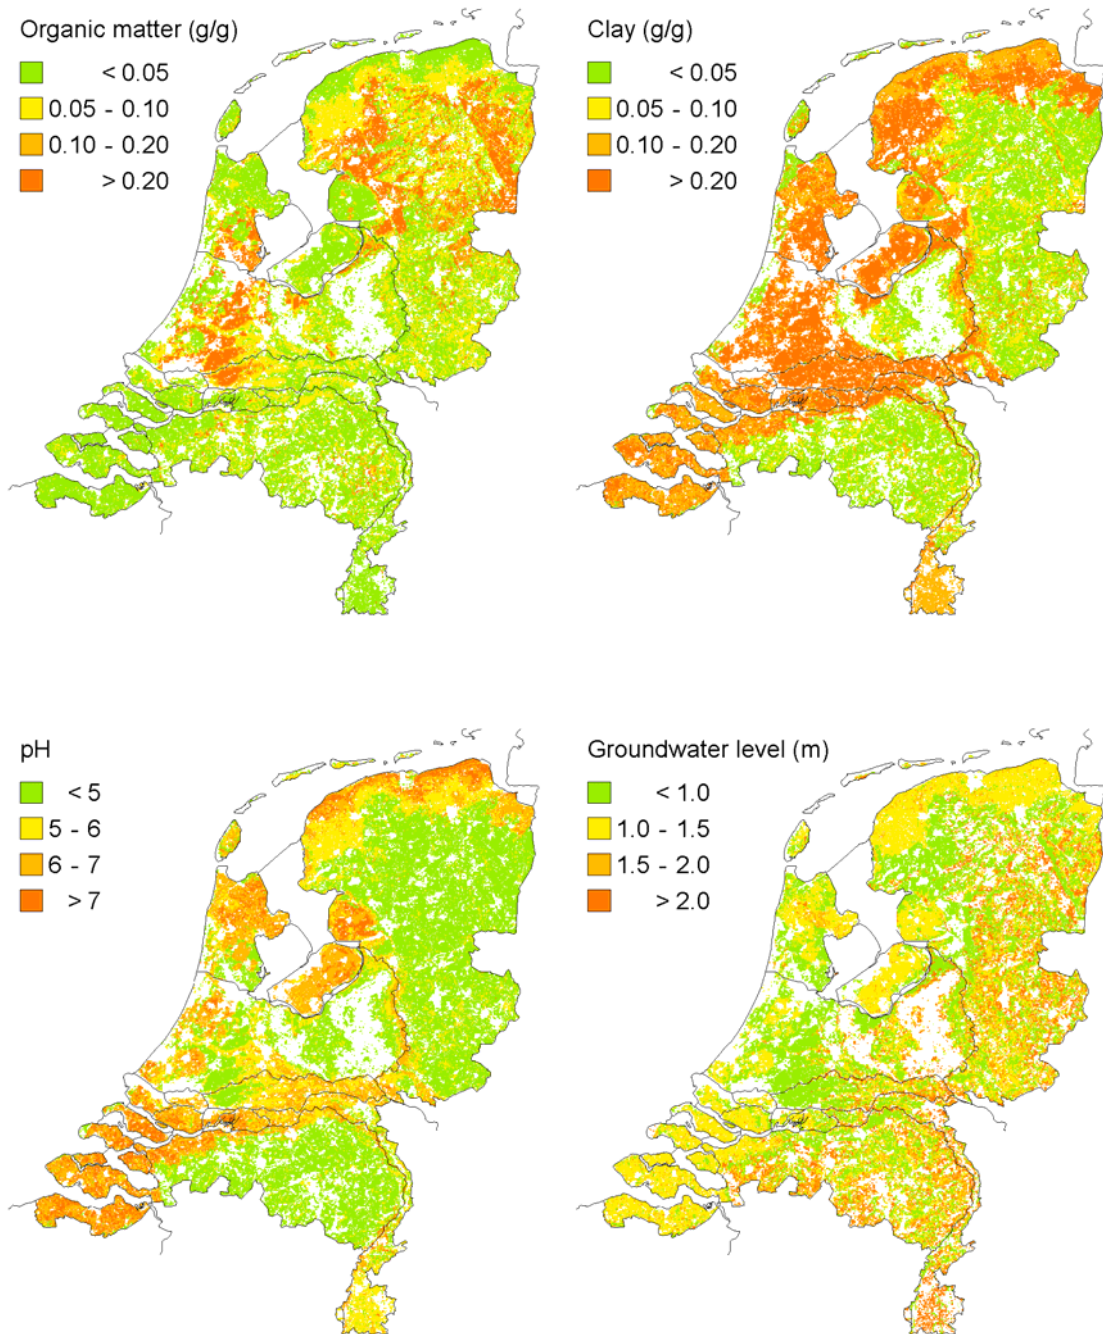 Organic matter (g/g)
< 0.05
0.05 - 0.10
0.10 - 0.20
> 0.20
Clay (g/g)
< 0.05
0.05 - 0.10
0.10 - 0.20
> 0.20
pH
< 5
5 - 6
6 - 7
> 7
Groundwater level (m)
< 1.0
1.0 - 1.5
1.5 - 2.0
> 2.0